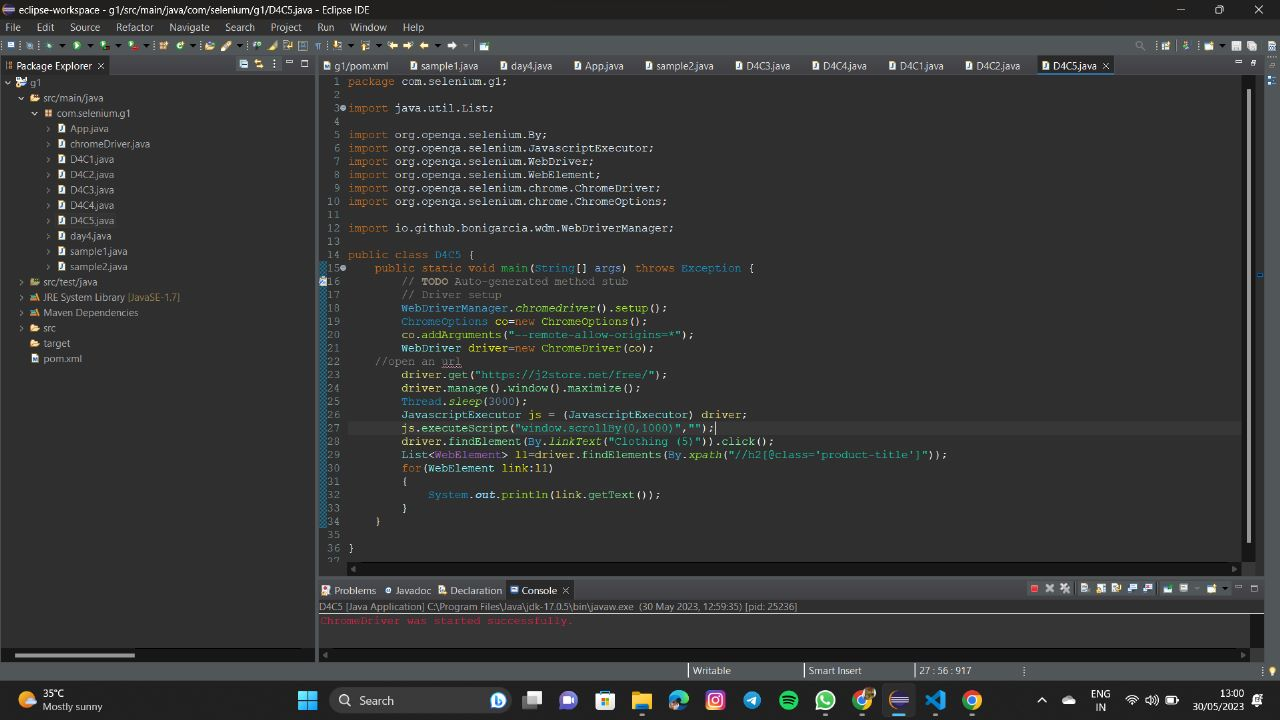 eclipse-workspace - g1/src/main/java/com/selenium/g1/D4C5.java - Eclipse IDE
File Edit Source Refactor Navigate Search Project Run Window Help
Package Explorer
g1
src/main/java
com.selenium.g1
App.java
chromeDriver.java
D4C1.java
D4C2.java
D4C3.java
D4C4.java
D4C5.java
day4.java
sample1.java
sample2.java
src/test/java
JRE System Library [JavaSE-1.7]
Maven Dependencies
src
target
pom.xml
g1/pom.xml sample1.java day4.java App.java sample2.java D4C3.java D4C4.java D4C1.java D4C2.java D4C5.java
1 package com.selenium.g1;
2
3 import java.util.List;
4
5 import org.openqa.selenium.By;
6 import org.openqa.selenium.JavascriptExecutor;
7 import org.openqa.selenium.WebDriver;
8 import org.openqa.selenium.WebElement;
9 import org.openqa.selenium.chrome.ChromeDriver;
10 import org.openqa.selenium.chrome.ChromeOptions;
11
12 import io.github.bonigarcia.wdm.WebDriverManager;
13
14 public class D4C5 {
15 public static void main(String[] args) throws Exception {
16 // TODO Auto-generated method stub
17 // Driver setup
18 WebDriverManager.chromedriver().setup();
19 ChromeOptions co=new ChromeOptions();
20 co.addArguments("--remote-allow-origins=*");
21 WebDriver driver=new ChromeDriver(co);
22 //open an url
23 driver.get("https://j2store.net/free/");
24 driver.manage().window().maximize();
25 Thread.sleep(3000);
26 JavascriptExecutor js = (JavascriptExecutor) driver;
27 js.executeScript("window.scrollBy(0,1000)","");
28 driver.findElement(By.linkText("Clothing (5)")).click();
29 List<WebElement> l1=driver.findElements(By.xpath("//h2[@class='product-title']"));
30 for(WebElement link:l1)
31 {
32 System.out.println(link.getText());
33 }
34 }
35
36 }
37
Problems Javadoc Declaration Console
D4C5 [Java Application] C:\Program Files\Java\jdk-17.0.5\bin\javaw.exe (30 May 2023, 12:59:35) [pid: 25236]
ChromeDriver was started successfully.
Writable Smart Insert 27 : 56 : 917
35°C
Mostly sunny
Search
ENG
IN
13:00
30/05/2023